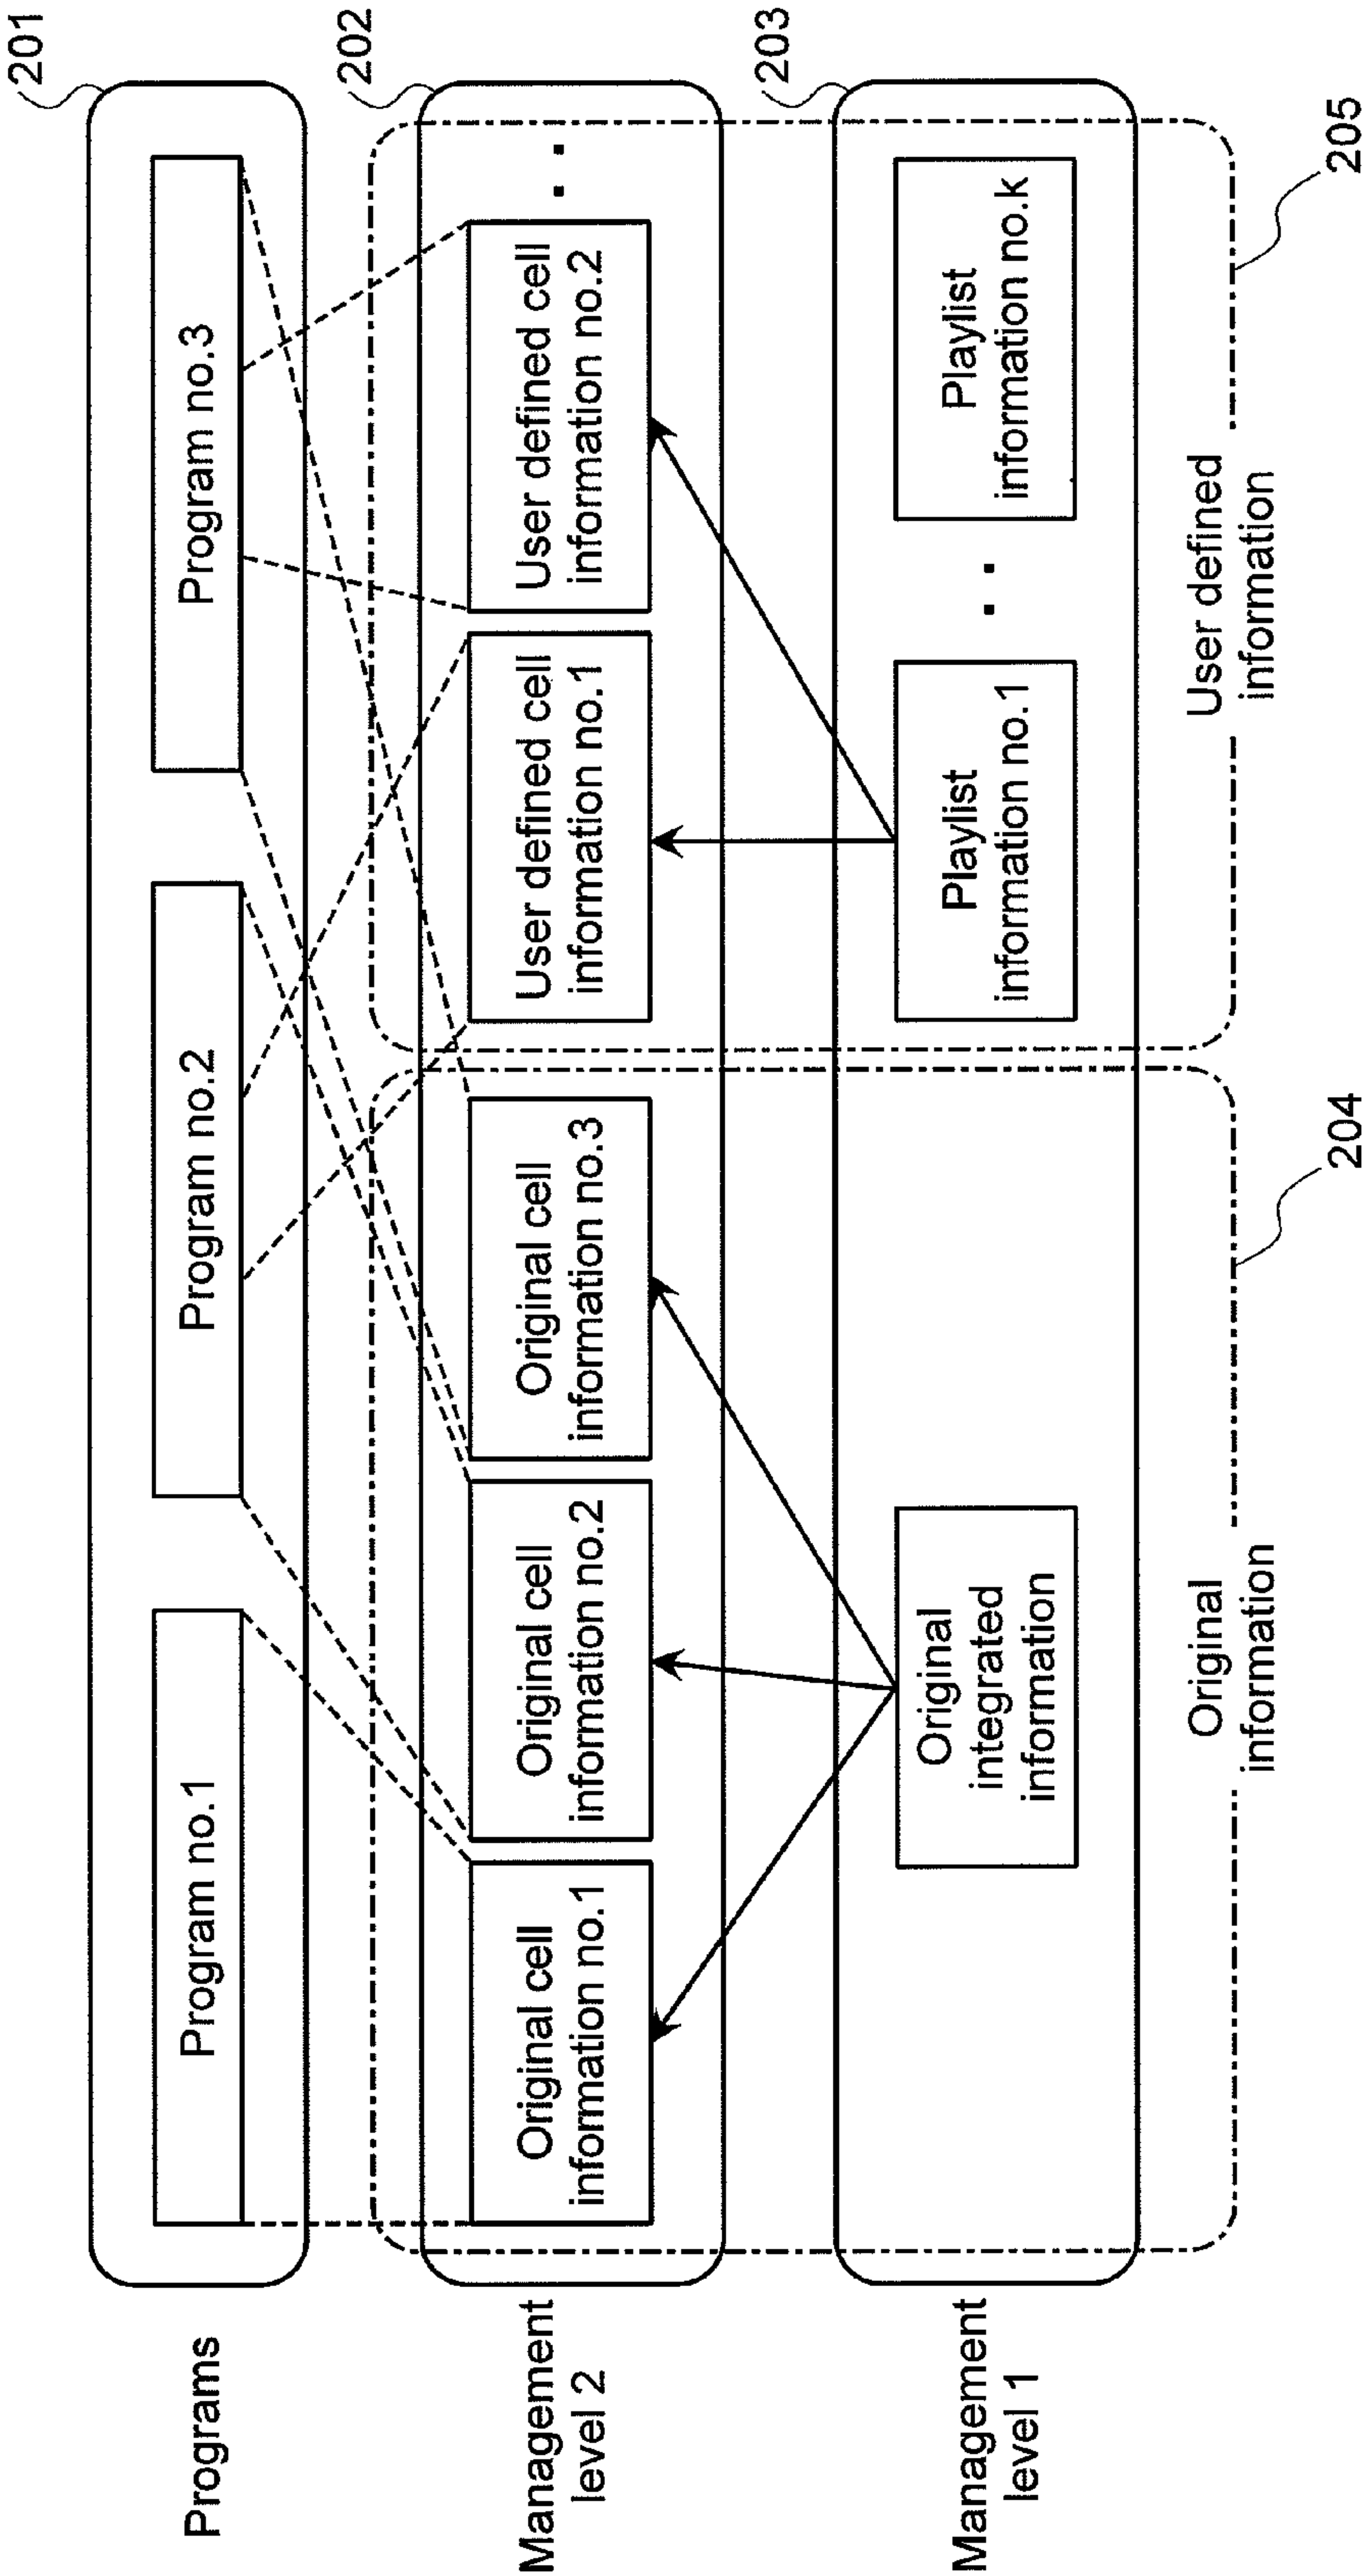 201
Programs
Program no.1
Program no.2
Program no.3
202
Management
level 2
Original cell
information no.1
Original cell
information no.2
Original cell
information no.3
User defined cell
information no.1
User defined cell
information no.2
. .
203
Management
level 1
Original
integrated
information
Playlist
information no.1
. .
Playlist
information no.k
Original
information
204
User defined
information
205